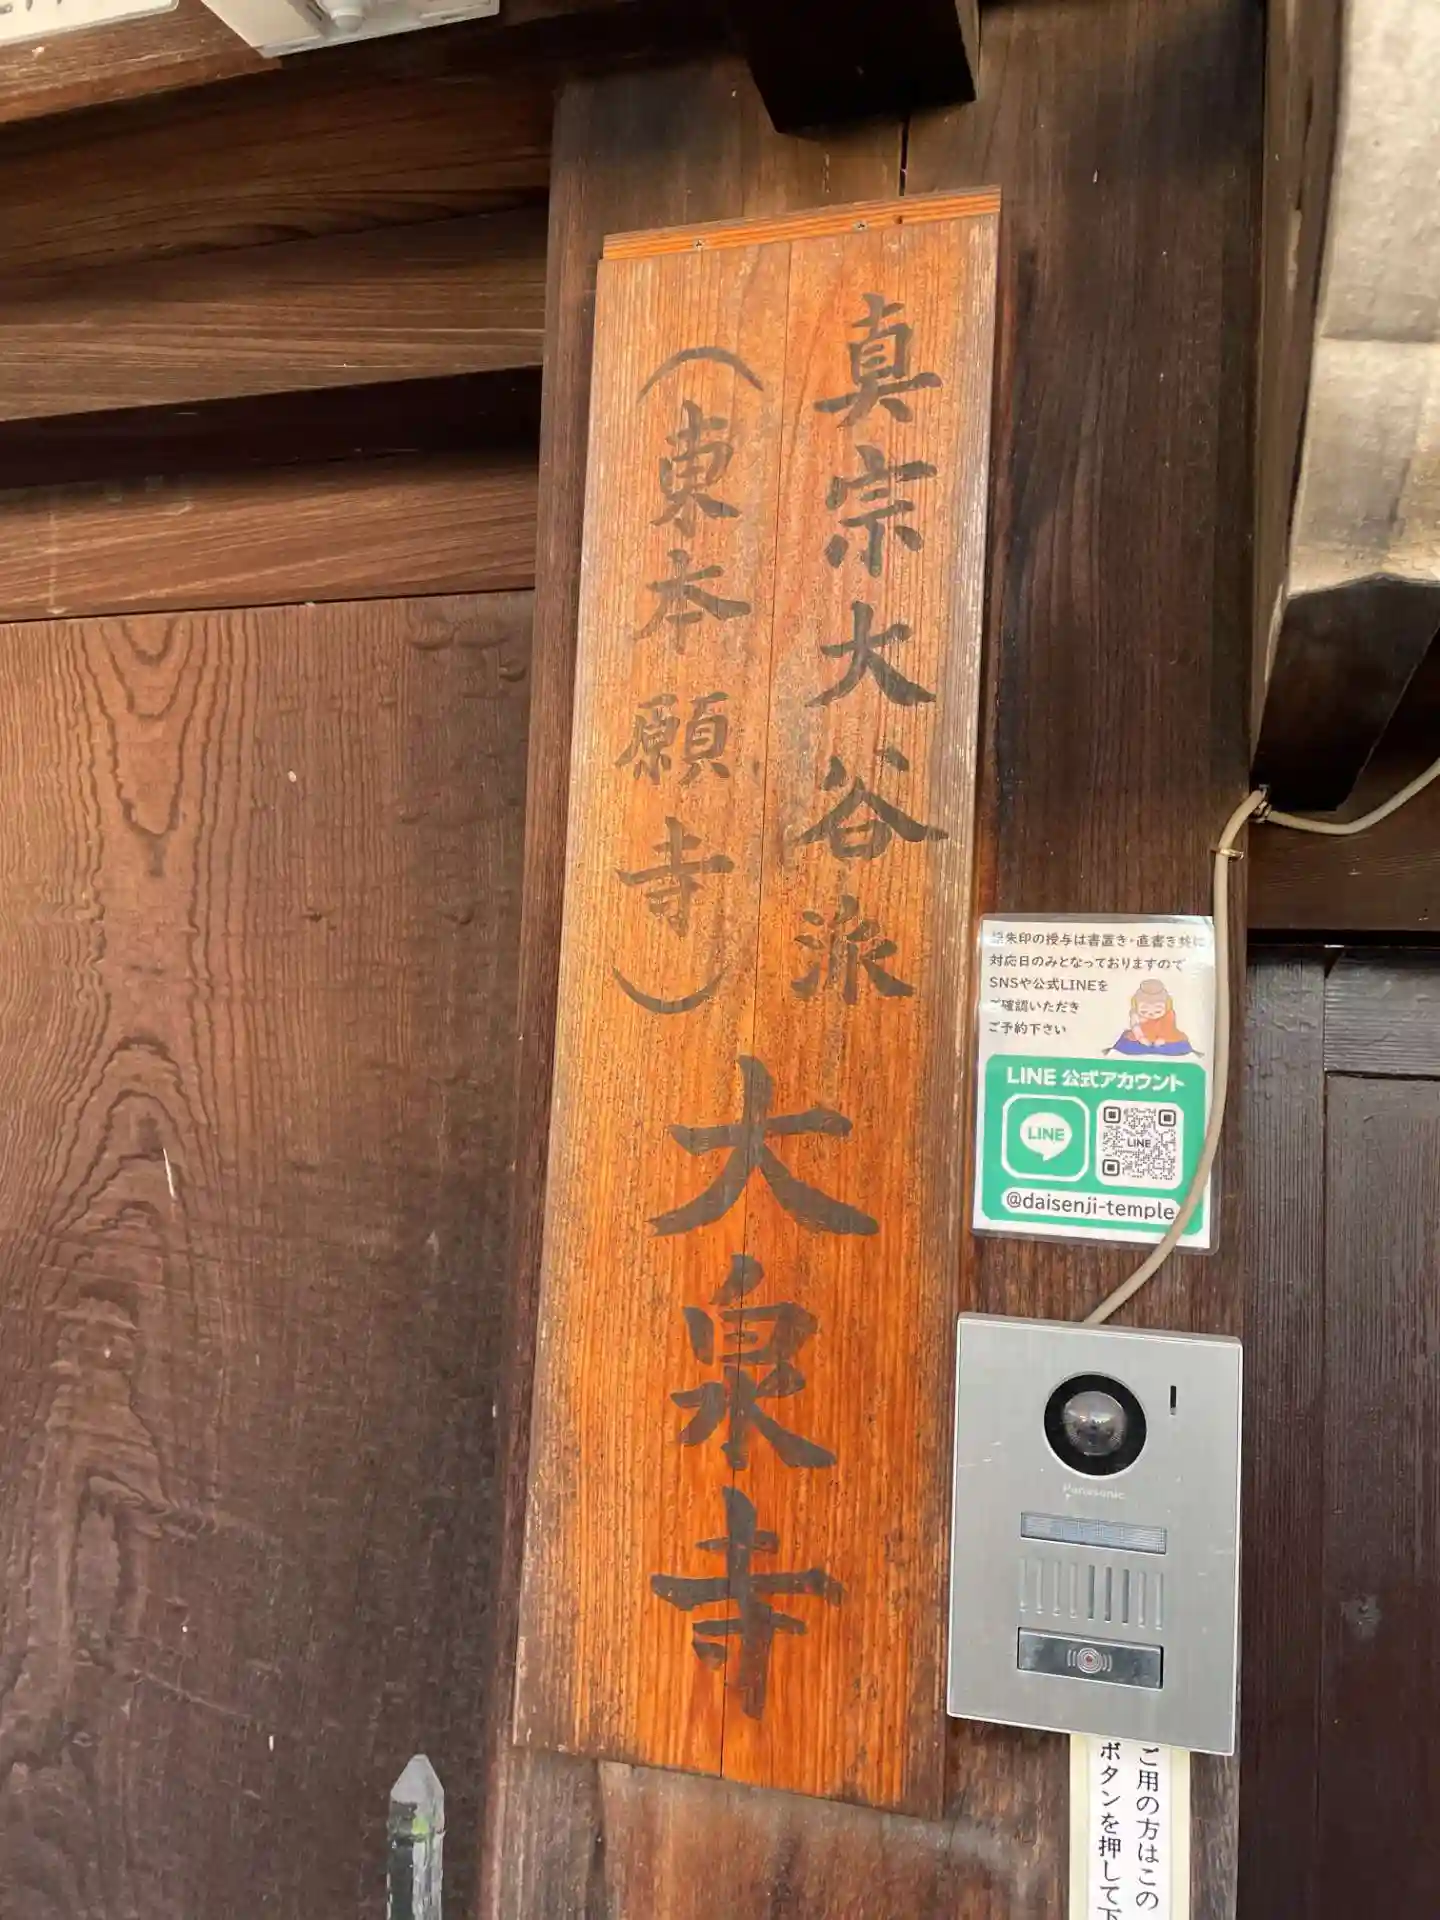 真宗大谷派
（東本願寺）
大泉寺
朱印の授与は書置き・直書き共に
対応日のみとなっておりますので
SNSや公式LINEを
ご確認いただき
ご予約下さい
LINE 公式アカウント
LINE
LINE
@daisenji-temple
Panasonic
ご用の方はこの
ボタンを押して下